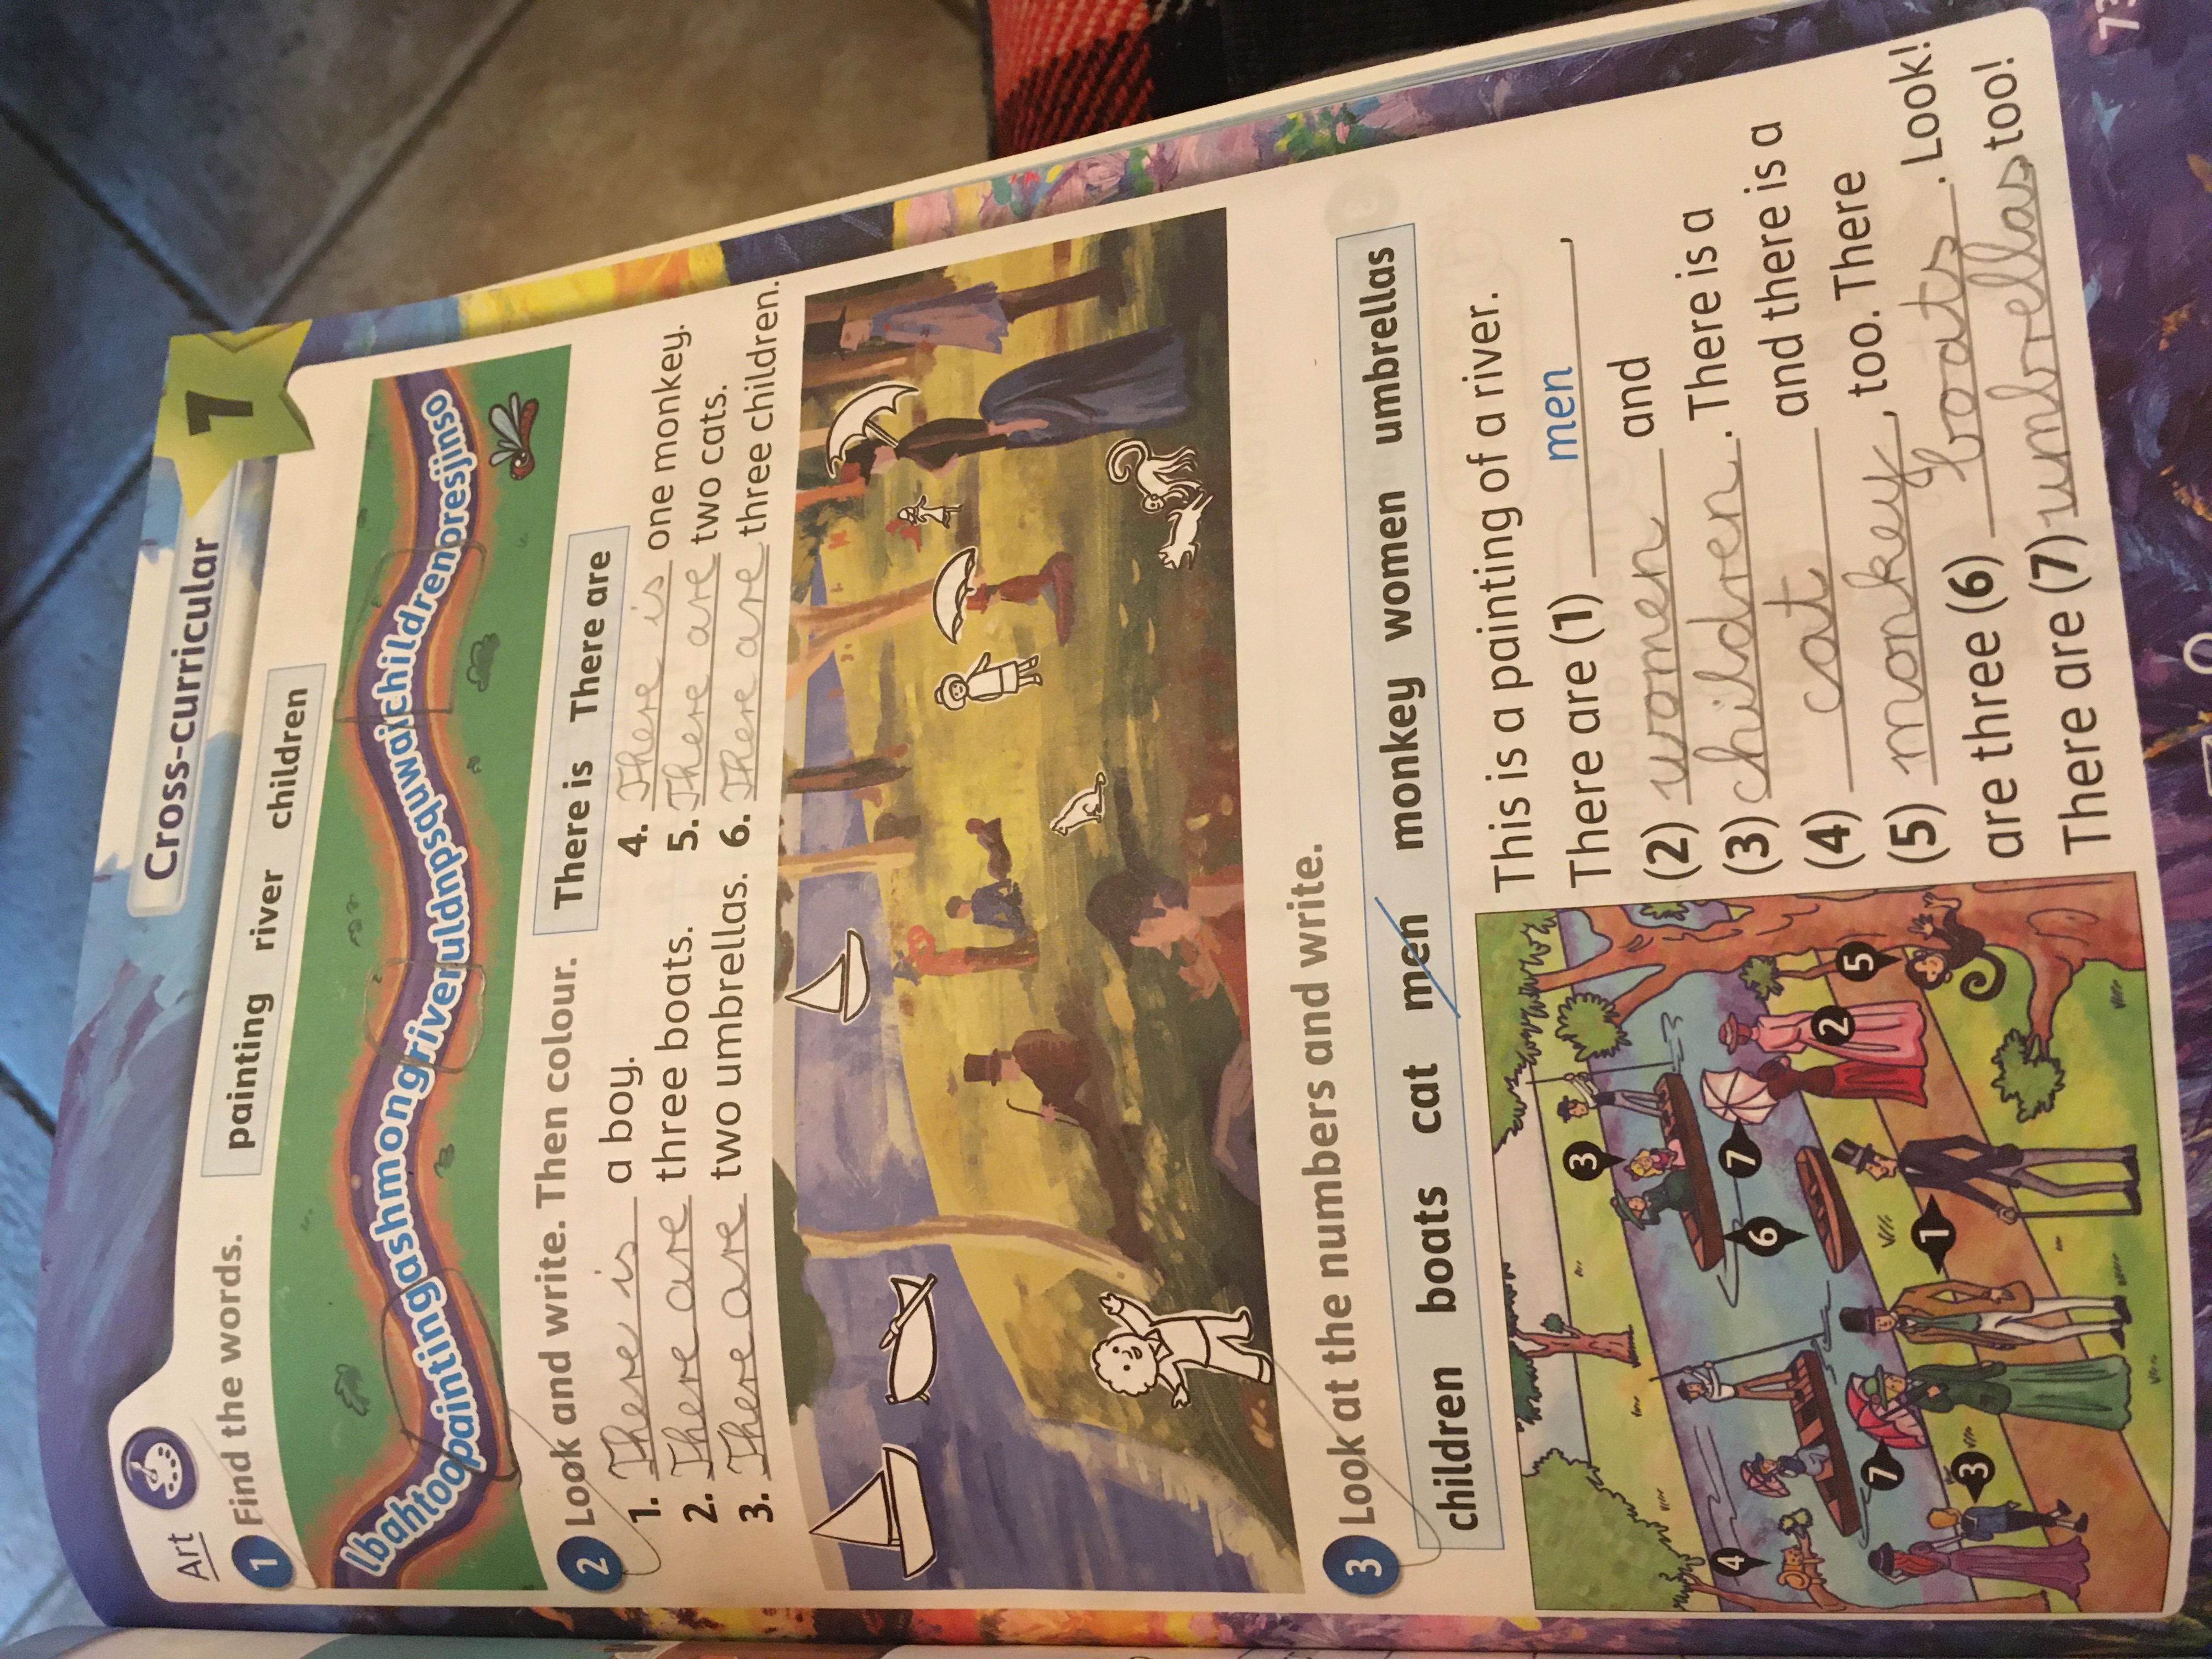 Art
Cross-curricular
7
1 Find the words.
painting river children
lbahtoopaintingashmongriveruldnpsquwaichildrenoresjinso
2 Look and write. Then colour.
There is There are
1. There is a boy.
2. There are three boats.
3. There are two umbrellas.
4. There is one monkey.
5. There are two cats.
6. There are three children.
3 Look at the numbers and write.
children boats cat men monkey women umbrellas
3
4
7
6
2
5
7
1
3
This is a painting of a river.
There are (1) men,
(2) women and
(3) children. There is a
(4) cat and there is a
(5) monkey, too. There
are three (6) boats. Look!
There are (7) umbrellas, too!
73